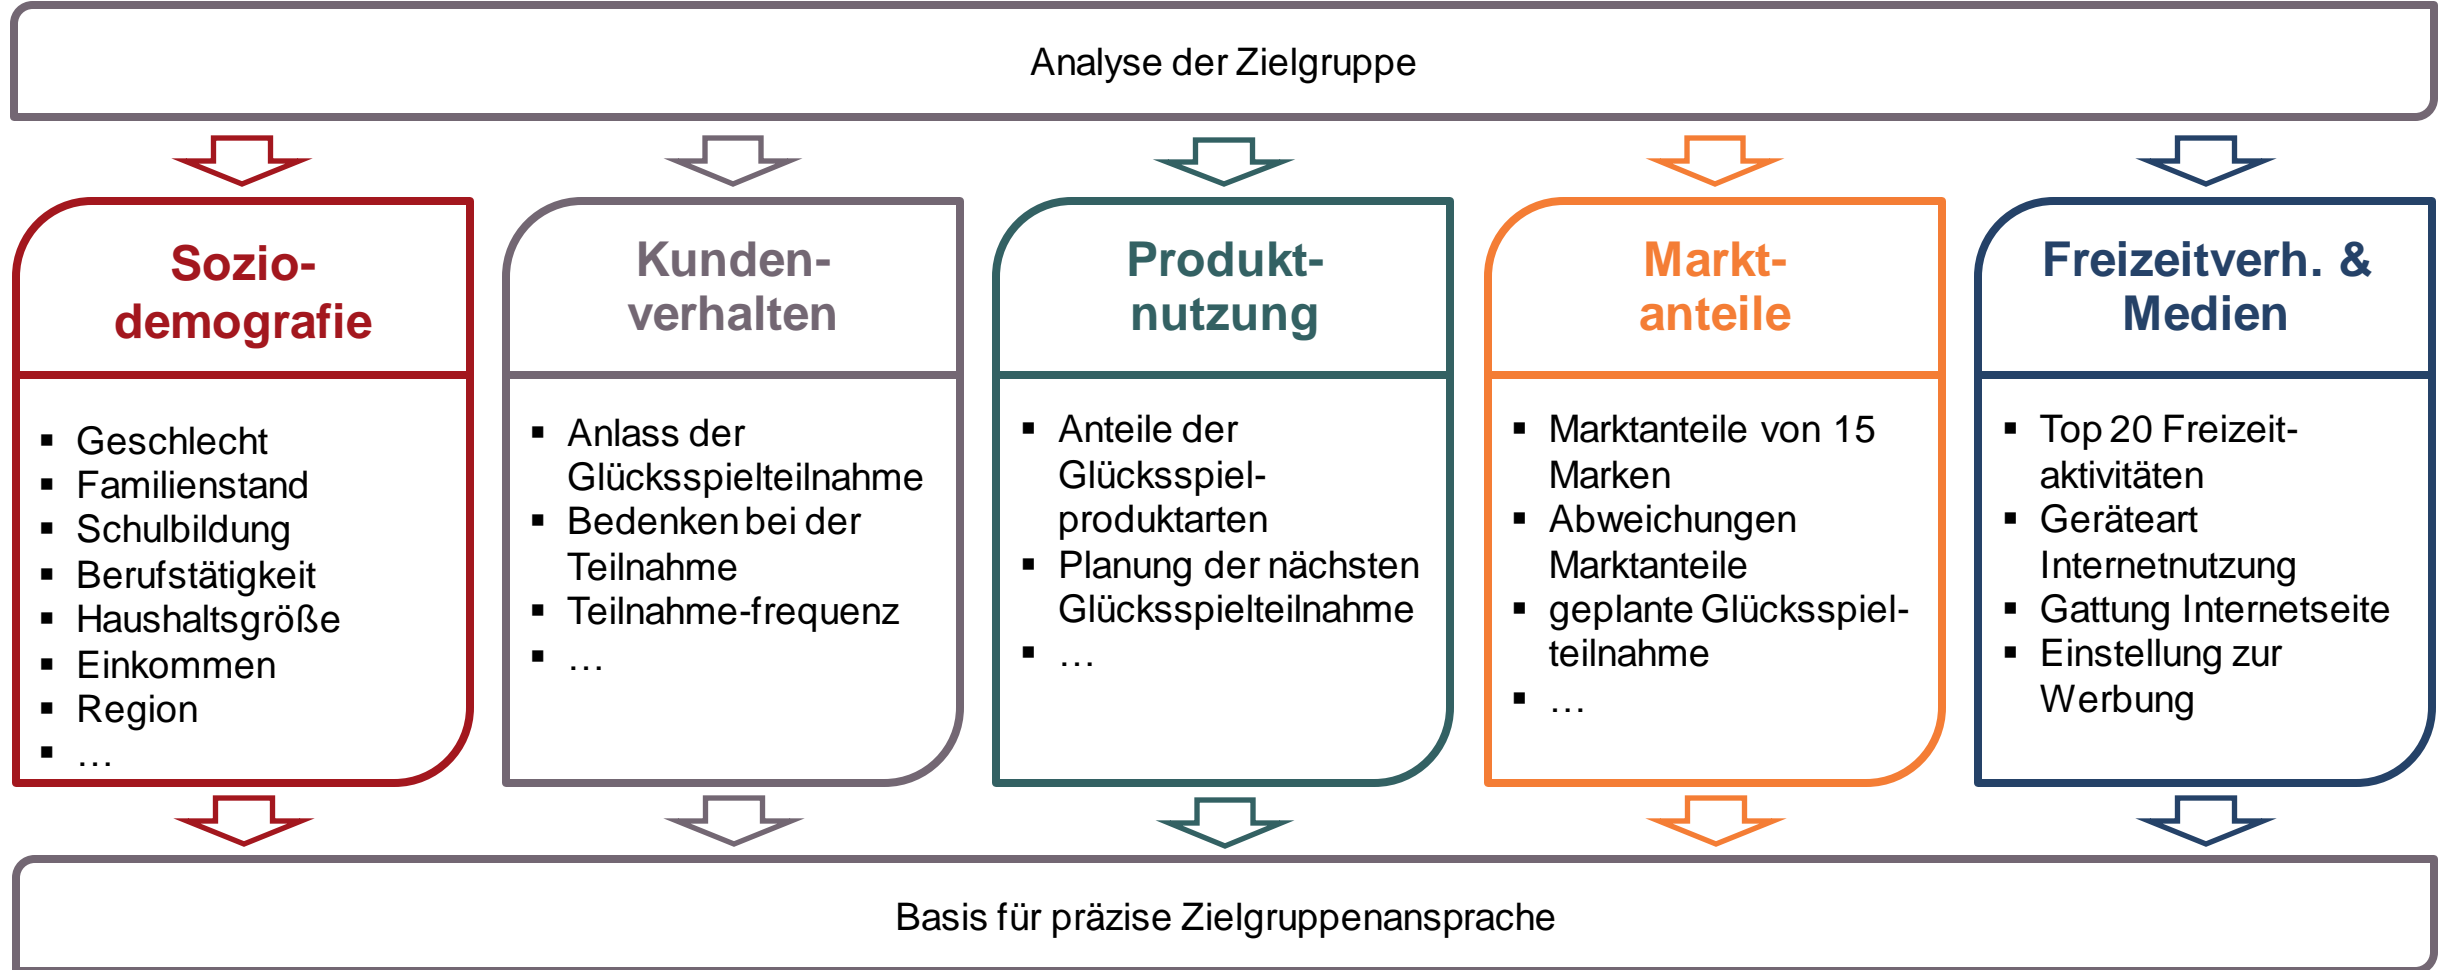 Analyse der Zielgruppe
Sozio-
demografie
▪ Geschlecht
▪ Familienstand
▪ Schulbildung
▪ Berufstätigkeit
▪ Haushaltsgröße
▪ Einkommen
▪ Region
▪ …
Kunden-
verhalten
▪ Anlass der
Glücksspielteilnahme
▪ Bedenken bei der
Teilnahme
▪ Teilnahme-frequenz
▪ …
Produkt-
nutzung
▪ Anteile der
Glücksspiel-
produktarten
▪ Planung der nächsten
Glücksspielteilnahme
▪ …
Markt-
anteile
▪ Marktanteile von 15
Marken
▪ Abweichungen
Marktanteile
▪ geplante Glücksspiel-
teilnahme
▪ …
Freizeitverh. &
Medien
▪ Top 20 Freizeit-
aktivitäten
▪ Geräteart
Internetnutzung
▪ Gattung Internetseite
▪ Einstellung zur
Werbung
Basis für präzise Zielgruppenansprache